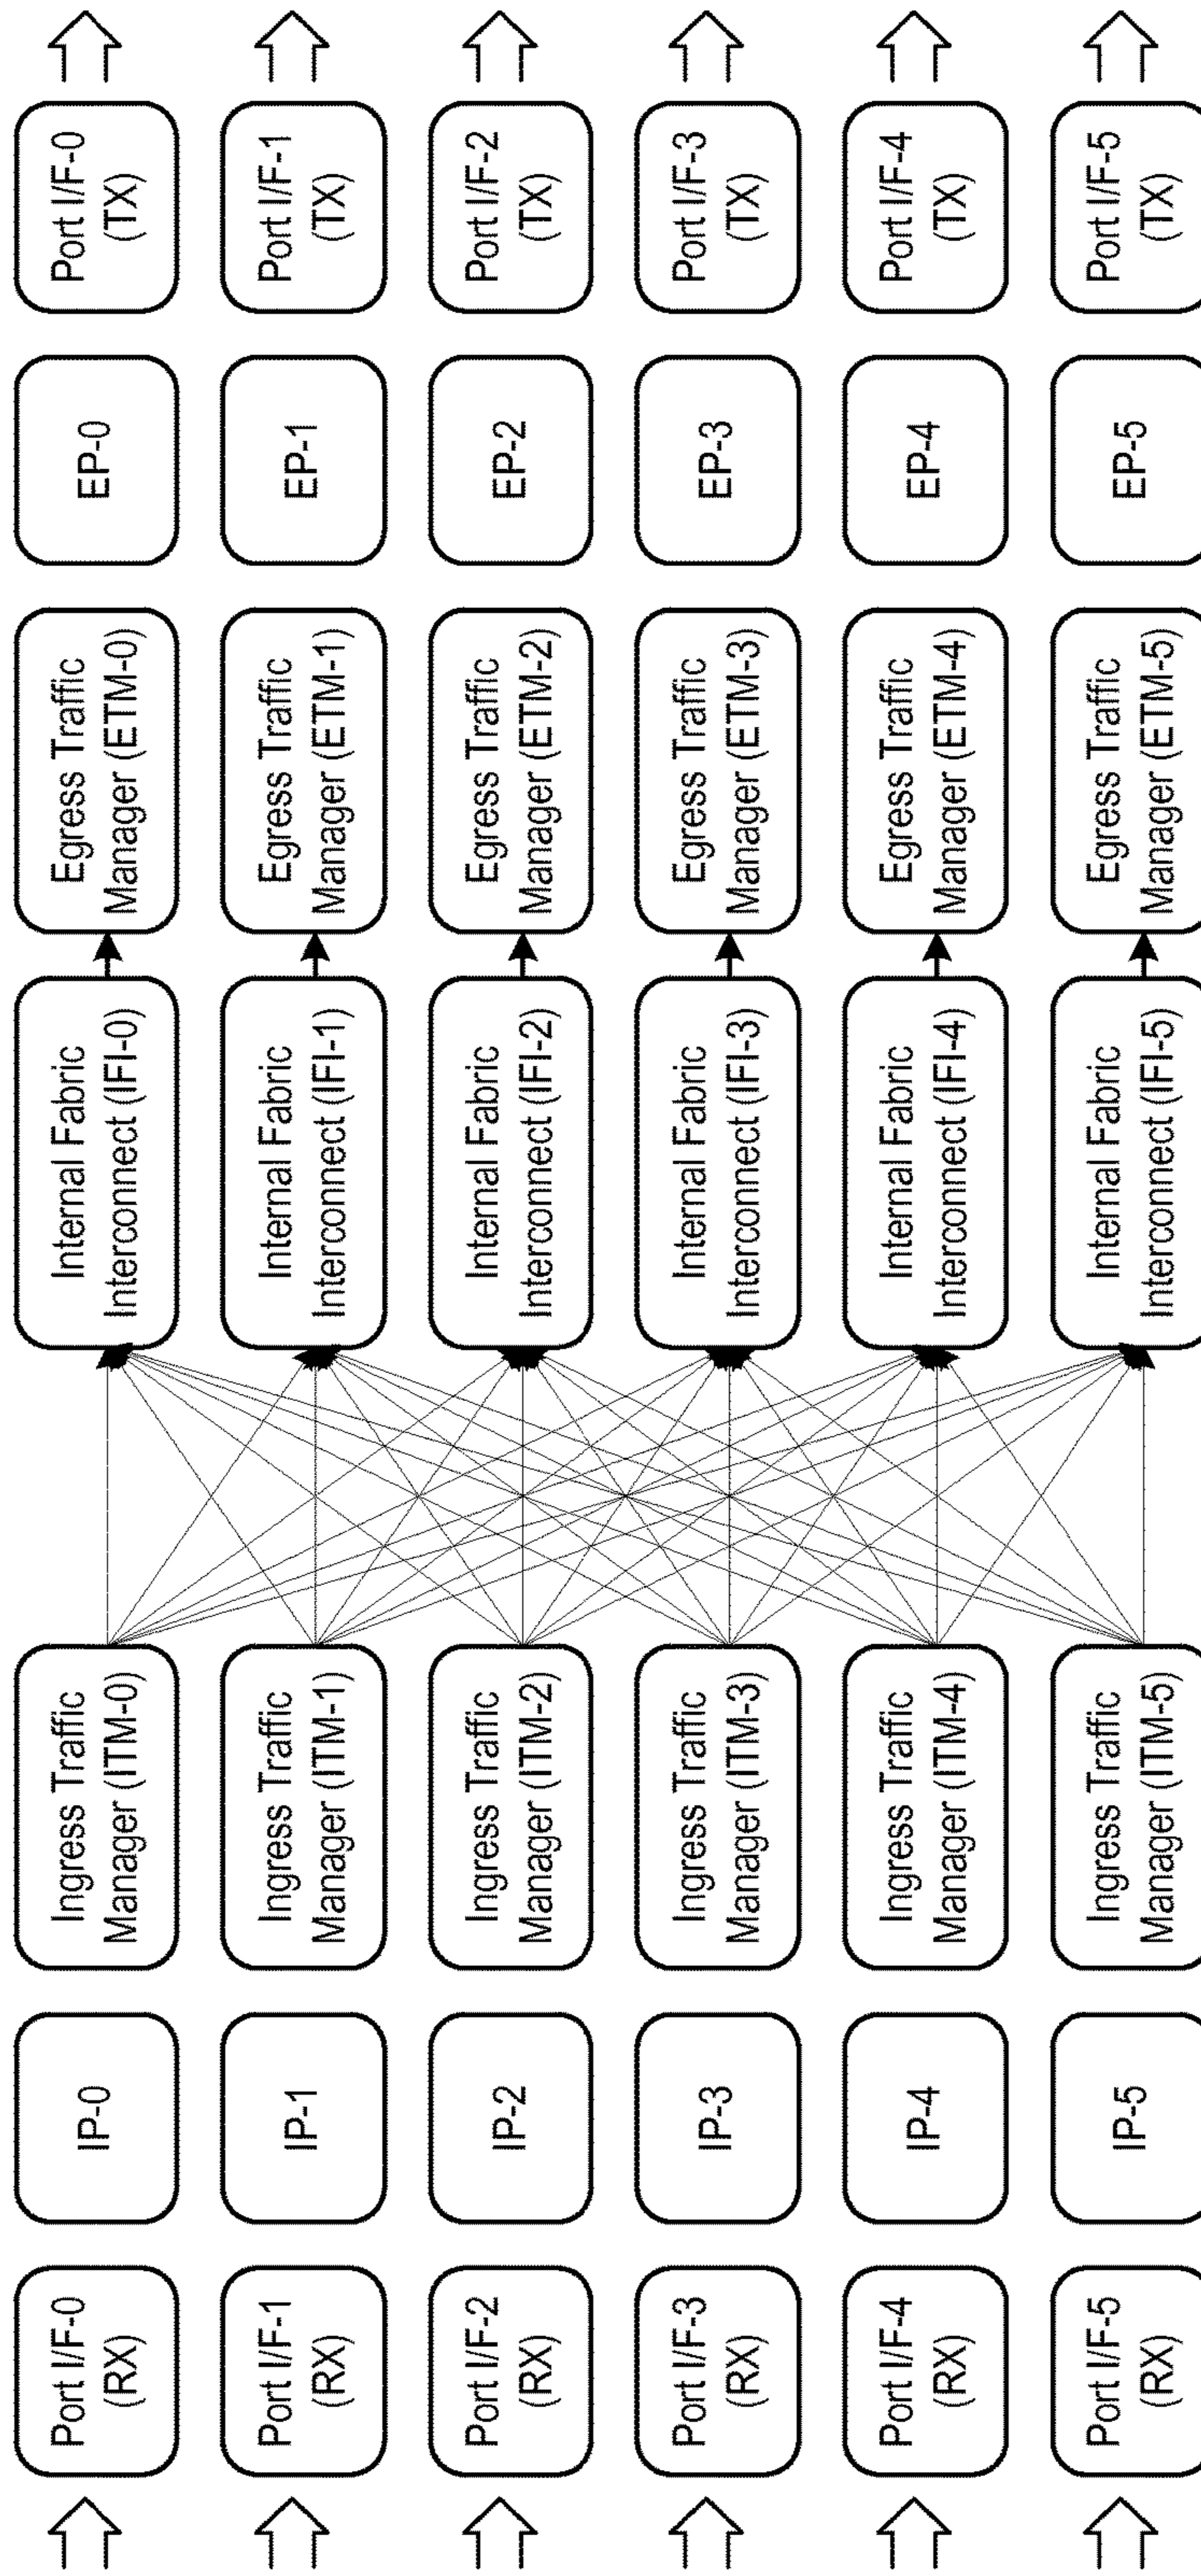 Port I/F-0
(RX)
IP-0
Ingress Traffic
Manager (ITM-0)
Internal Fabric
Interconnect (IFI-0)
Egress Traffic
Manager (ETM-0)
EP-0
Port I/F-0
(TX)
Port I/F-1
(RX)
IP-1
Ingress Traffic
Manager (ITM-1)
Internal Fabric
Interconnect (IFI-1)
Egress Traffic
Manager (ETM-1)
EP-1
Port I/F-1
(TX)
Port I/F-2
(RX)
IP-2
Ingress Traffic
Manager (ITM-2)
Internal Fabric
Interconnect (IFI-2)
Egress Traffic
Manager (ETM-2)
EP-2
Port I/F-2
(TX)
Port I/F-3
(RX)
IP-3
Ingress Traffic
Manager (ITM-3)
Internal Fabric
Interconnect (IFI-3)
Egress Traffic
Manager (ETM-3)
EP-3
Port I/F-3
(TX)
Port I/F-4
(RX)
IP-4
Ingress Traffic
Manager (ITM-4)
Internal Fabric
Interconnect (IFI-4)
Egress Traffic
Manager (ETM-4)
EP-4
Port I/F-4
(TX)
Port I/F-5
(RX)
IP-5
Ingress Traffic
Manager (ITM-5)
Internal Fabric
Interconnect (IFI-5)
Egress Traffic
Manager (ETM-5)
EP-5
Port I/F-5
(TX)